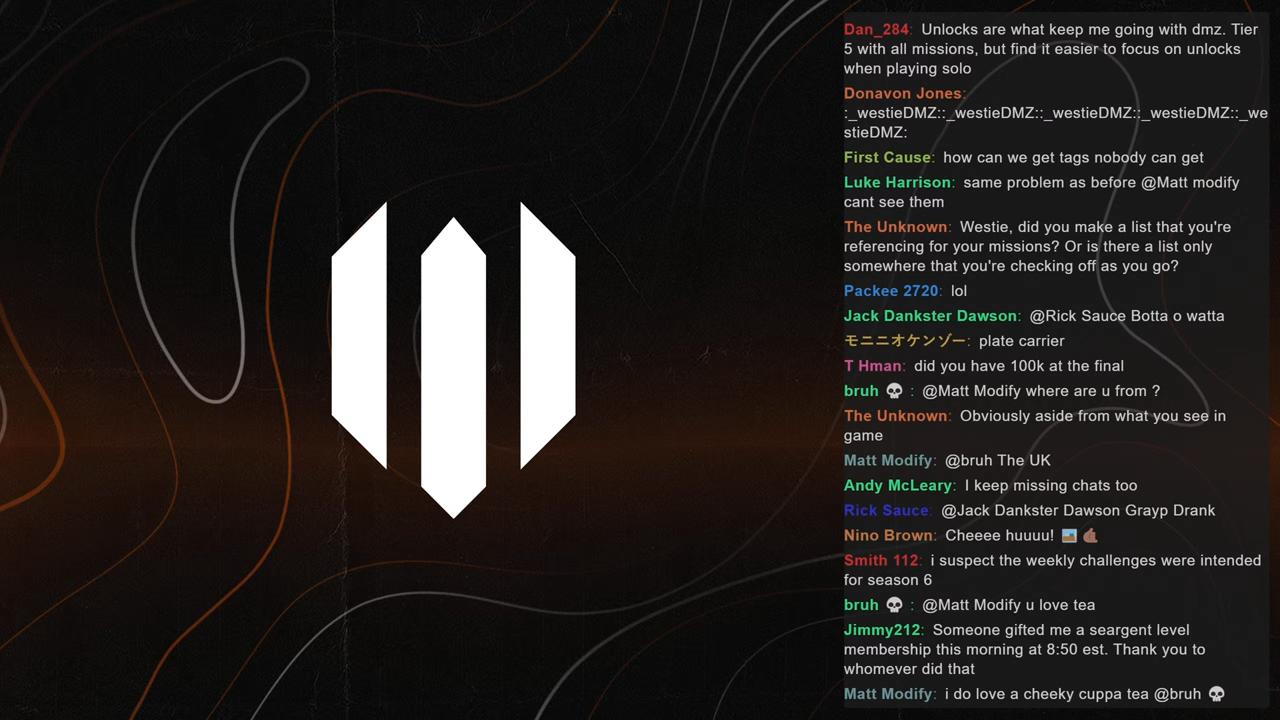 Dan_284: Unlocks are what keep me going with dmz. Tier
5 with all missions, but find it easier to focus on unlocks
when playing solo
Donavon Jones:
:_westieDMZ::_westieDMZ::_westieDMZ::_westieDMZ::_we
stieDMZ:
First Cause: how can we get tags nobody can get
Luke Harrison: same problem as before @Matt modify
cant see them
The Unknown: Westie, did you make a list that you're
referencing for your missions? Or is there a list only
somewhere that you're checking off as you go?
Packee 2720: lol
Jack Dankster Dawson: @Rick Sauce Botta o watta
モニニオケンゾー: plate carrier
T Hman: did you have 100k at the final
bruh 💀 : @Matt Modify where are u from ?
The Unknown: Obviously aside from what you see in
game
Matt Modify: @bruh The UK
Andy McLeary: I keep missing chats too
Rick Sauce: @Jack Dankster Dawson Grayp Drank
Nino Brown: Cheeee huuuu! 🖼️ 🤙🏾
Smith 112: i suspect the weekly challenges were intended
for season 6
bruh 💀 : @Matt Modify u love tea
Jimmy212: Someone gifted me a seargent level
membership this morning at 8:50 est. Thank you to
whomever did that
Matt Modify: i do love a cheeky cuppa tea @bruh 💀